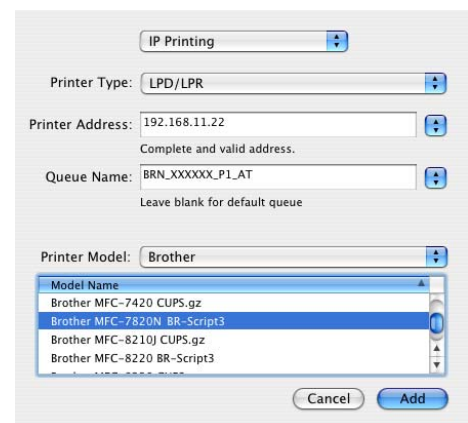 IP Printing
Printer Type: LPD/LPR
Printer Address: 192.168.11.22
Complete and valid address.
Queue Name: BRN_XXXXXX_P1_AT
Leave blank for default queue
Printer Model: Brother
Model Name
Brother MFC-7420 CUPS.gz
Brother MFC-7820N BR-Script3
Brother MFC-8210J CUPS.gz
Brother MFC-8220 BR-Script3
Cancel Add